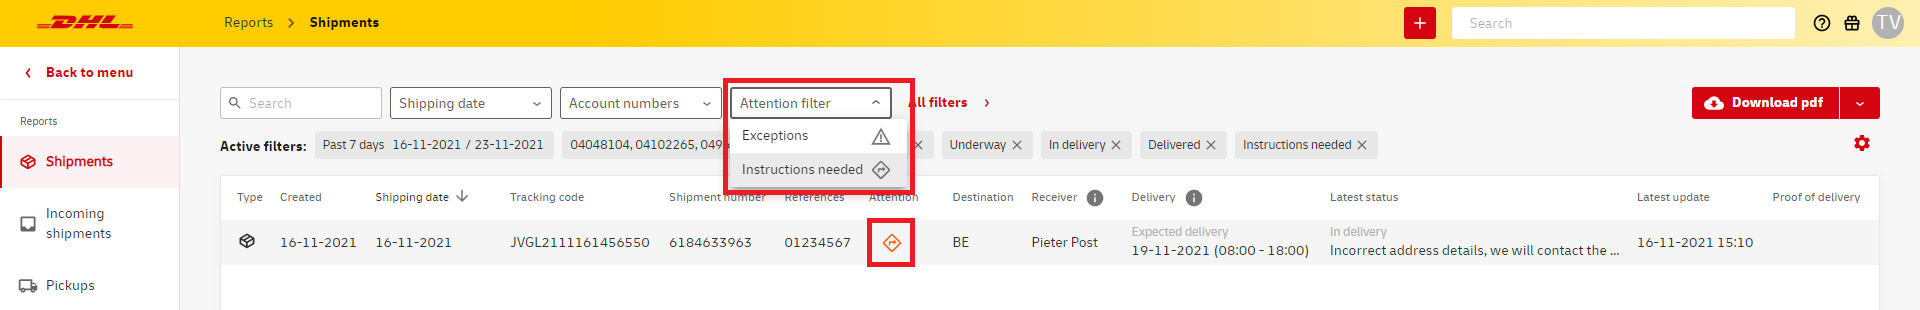 DHL
Reports > Shipments
+
Search
TV
Back to menu
Reports
Shipments
Incoming
shipments
Pickups
Search
Shipping date
Account numbers
Attention filter
All filters
Download pdf
Exceptions
Instructions needed
Active filters:
Past 7 days 16-11-2021 / 23-11-2021
04048104, 04102265,
Underway
In delivery
Delivered
Instructions needed
Type Created Shipping date Tracking code Shipment number References Attention Destination Receiver Delivery Latest status Latest update Proof of delivery
16-11-2021 16-11-2021 JVGL2111161456550 6184633963 01234567 BE Pieter Post
Expected delivery
19-11-2021 (08:00 - 18:00)
In delivery
Incorrect address details, we will contact the ...
16-11-2021 15:10